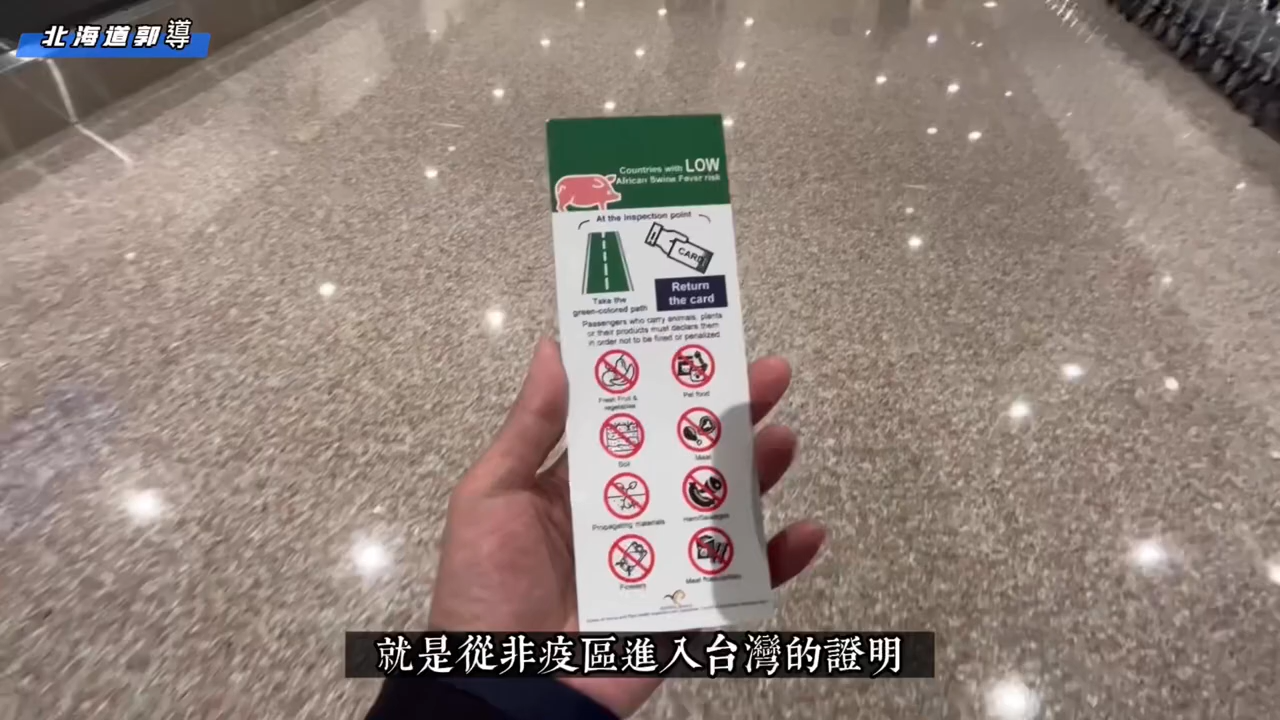 北海道郭導
Countries with LOW
African Swine Fever risk
At the inspection point
CARD
Take the
green-colored path
Return
the card
Passengers who carry animals, plants
or their products must declare them
in order not to be fined or penalized
Fresh Fruit &
vegetables
Pet food
Soil
Meat
Propagating materials
Ham/Sausages
Flowers
就是從非疫區進入台灣的證明